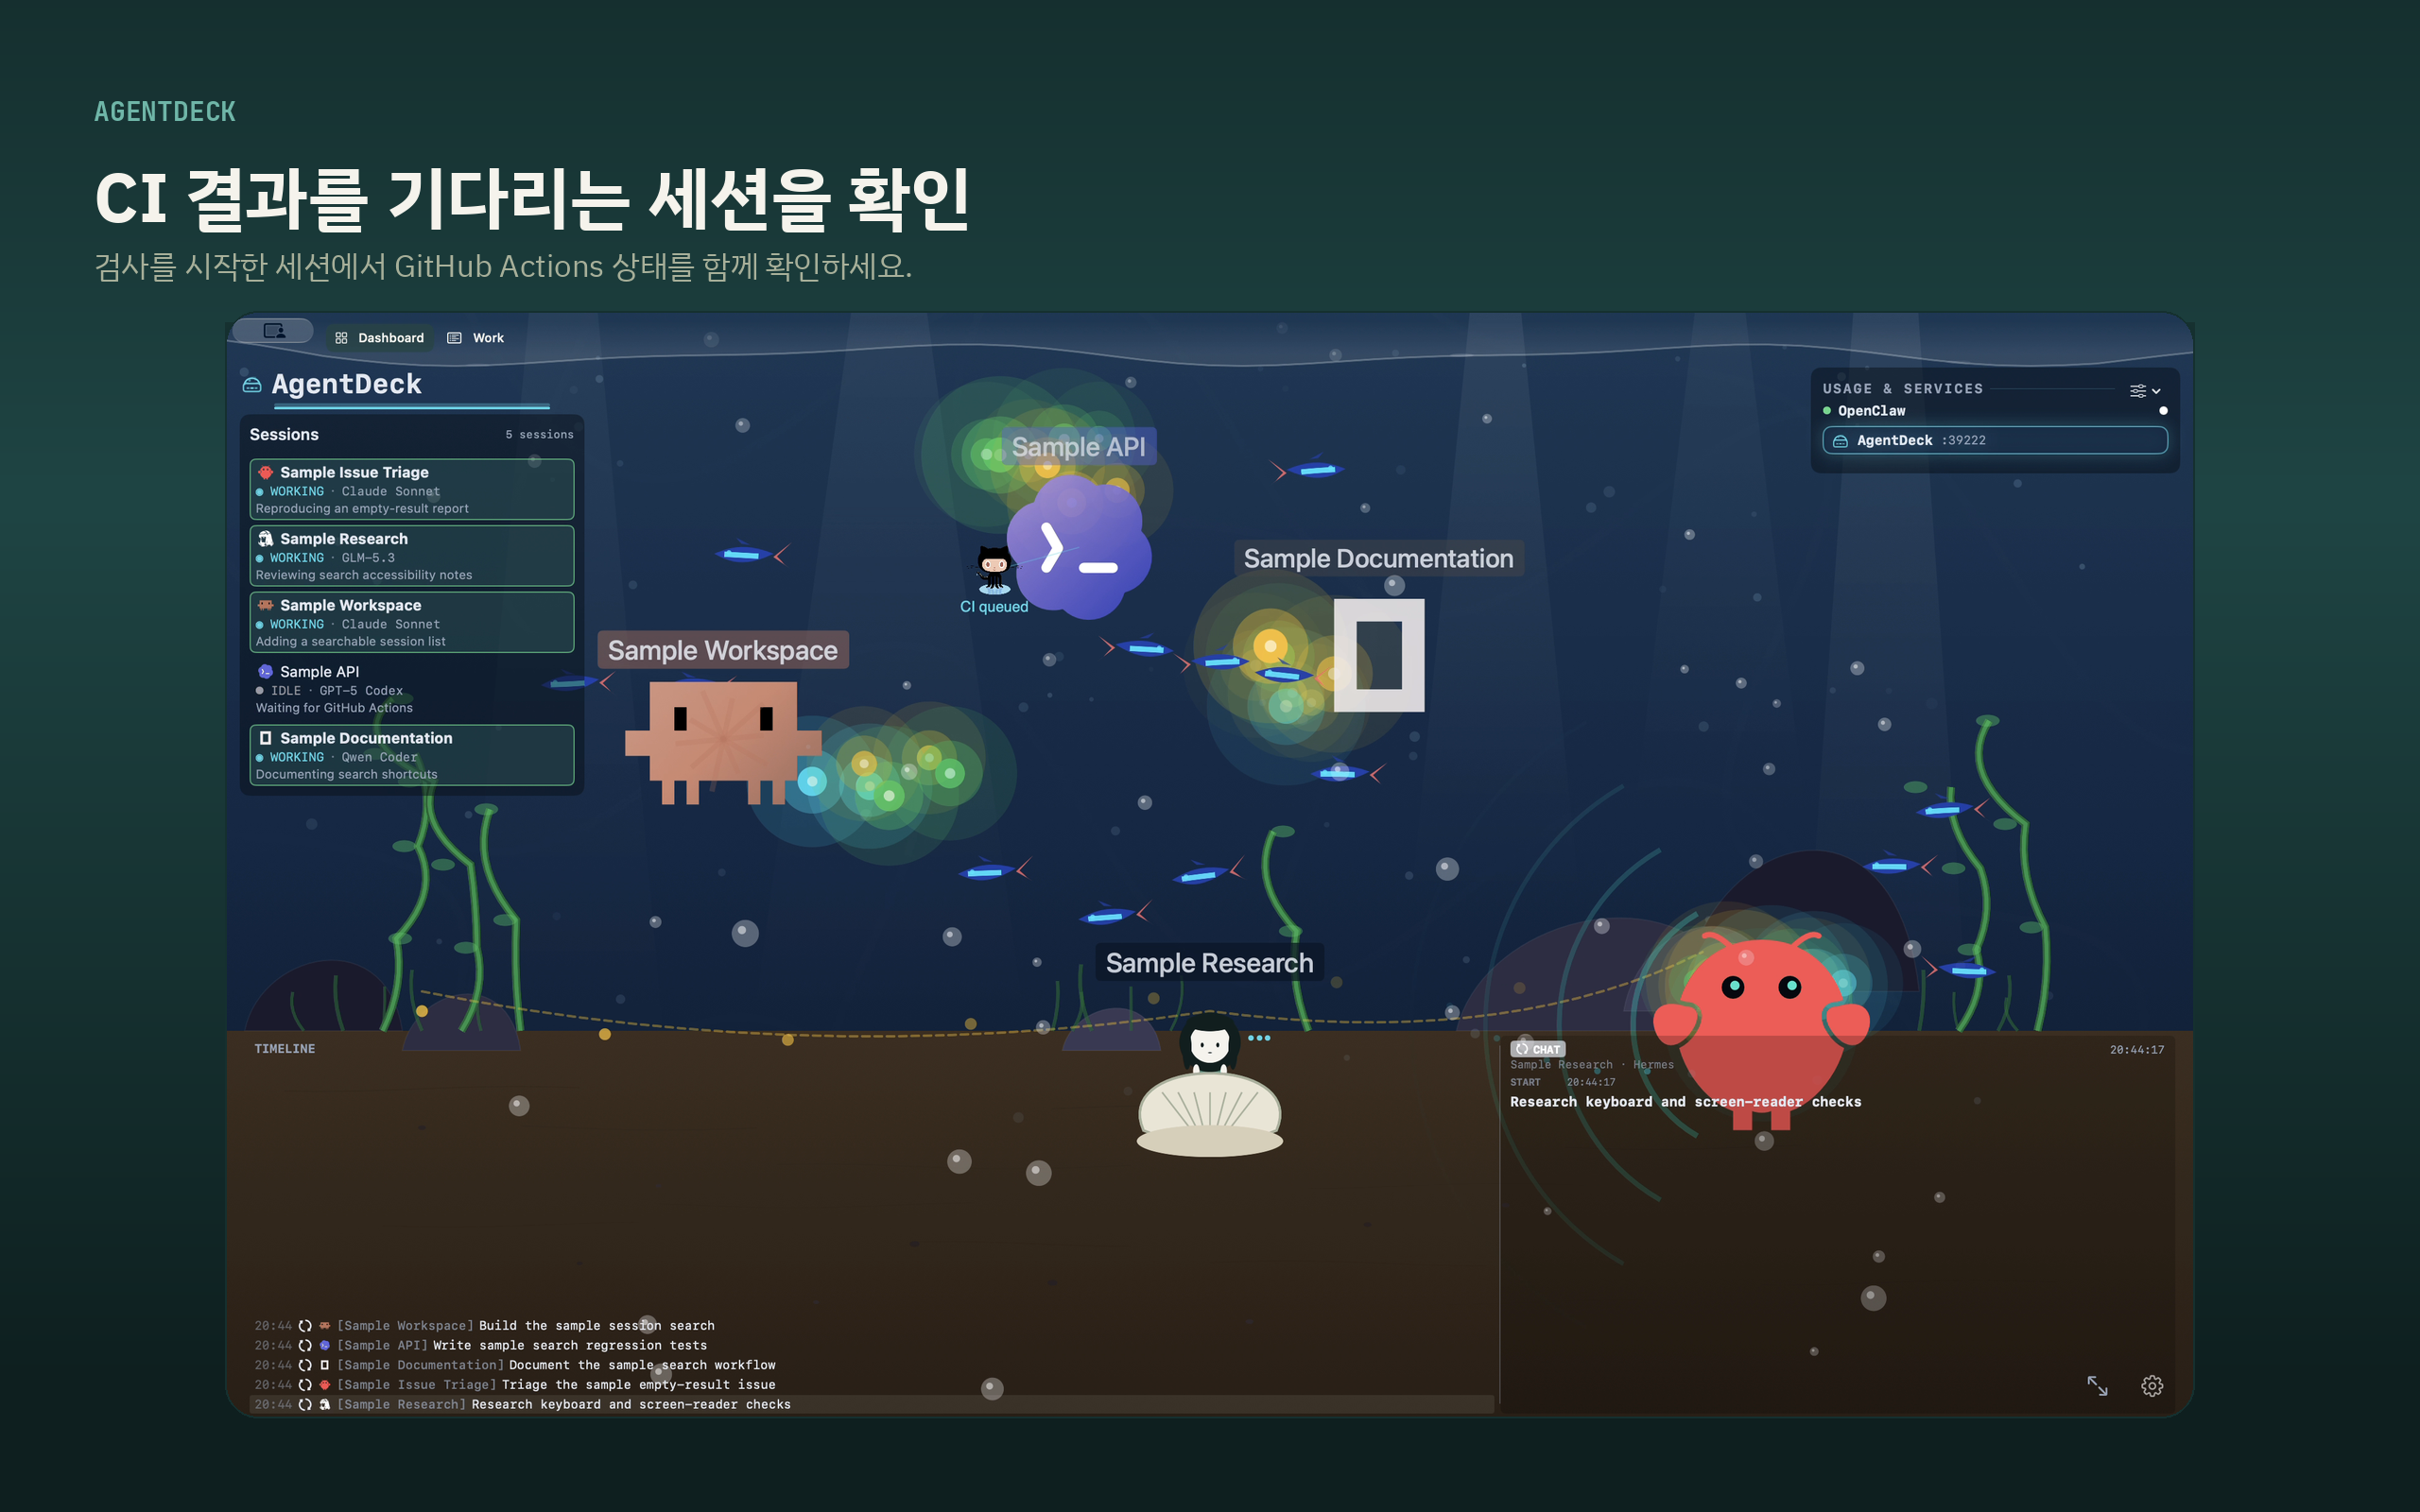 AGENTDECK
CI 결과를 기다리는 세션을 확인
검사를 시작한 세션에서 GitHub Actions 상태를 함께 확인하세요.
Dashboard
Work
AgentDeck
Sessions
5 sessions
Sample Issue Triage
WORKING · Claude Sonnet
Reproducing an empty-result report
Sample Research
WORKING · GLM-5.3
Reviewing search accessibility notes
Sample Workspace
WORKING · Claude Sonnet
Adding a searchable session list
Sample API
IDLE · GPT-5 Codex
Waiting for GitHub Actions
Sample Documentation
WORKING · Qwen Coder
Documenting search shortcuts
USAGE & SERVICES
OpenClaw
AgentDeck :39222
Sample API
CI queued
Sample Documentation
Sample Workspace
Sample Research
TIMELINE
20:44 [Sample Workspace] Build the sample session search
20:44 [Sample API] Write sample search regression tests
20:44 [Sample Documentation] Document the sample search workflow
20:44 [Sample Issue Triage] Triage the sample empty-result issue
20:44 [Sample Research] Research keyboard and screen-reader checks
CHAT
20:44:17
Sample Research · Hermes
START 20:44:17
Research keyboard and screen-reader checks